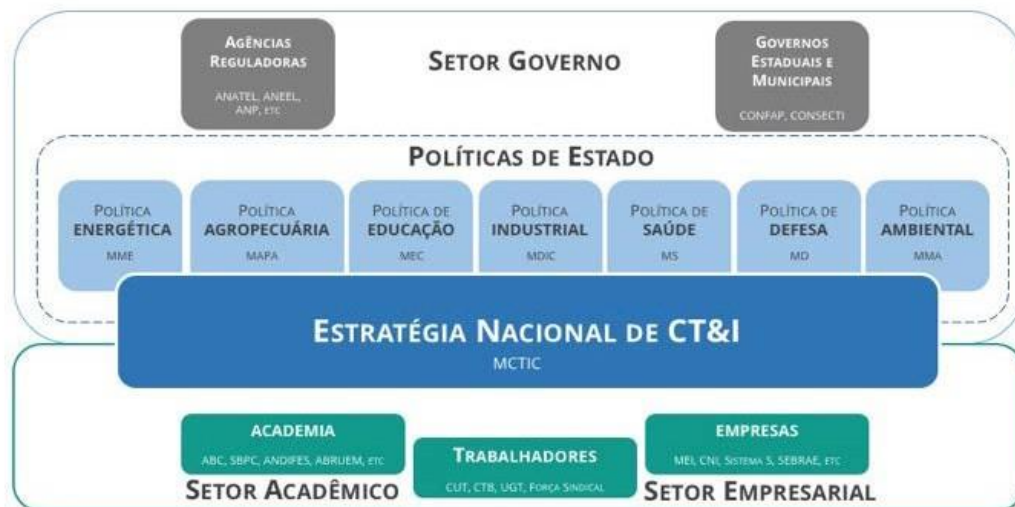 AGÊNCIAS
REGULADORAS
ANATEL, ANEEL,
ANP, ETC
SETOR GOVERNO
GOVERNOS
ESTADUAIS E
MUNICIPAIS
CONFAP, CONSECTI
POLÍTICAS DE ESTADO
POLÍTICA
ENERGÉTICA
MME
POLÍTICA
AGROPECUÁRIA
MAPA
POLÍTICA DE
EDUCAÇÃO
MEC
POLÍTICA
INDUSTRIAL
MDIC
POLÍTICA DE
SAÚDE
MS
POLÍTICA DE
DEFESA
MD
POLÍTICA
AMBIENTAL
MMA
ESTRATÉGIA NACIONAL DE CT&I
MCTIC
ACADEMIA
ABC, SBPC, ANDIFES, ABRUEM, ETC
SETOR ACADÊMICO
TRABALHADORES
CUT, CTB, UGT, FORÇA SINDICAL
EMPRESAS
MEI, CNI, SISTEMA S, SEBRAE, ETC
SETOR EMPRESARIAL